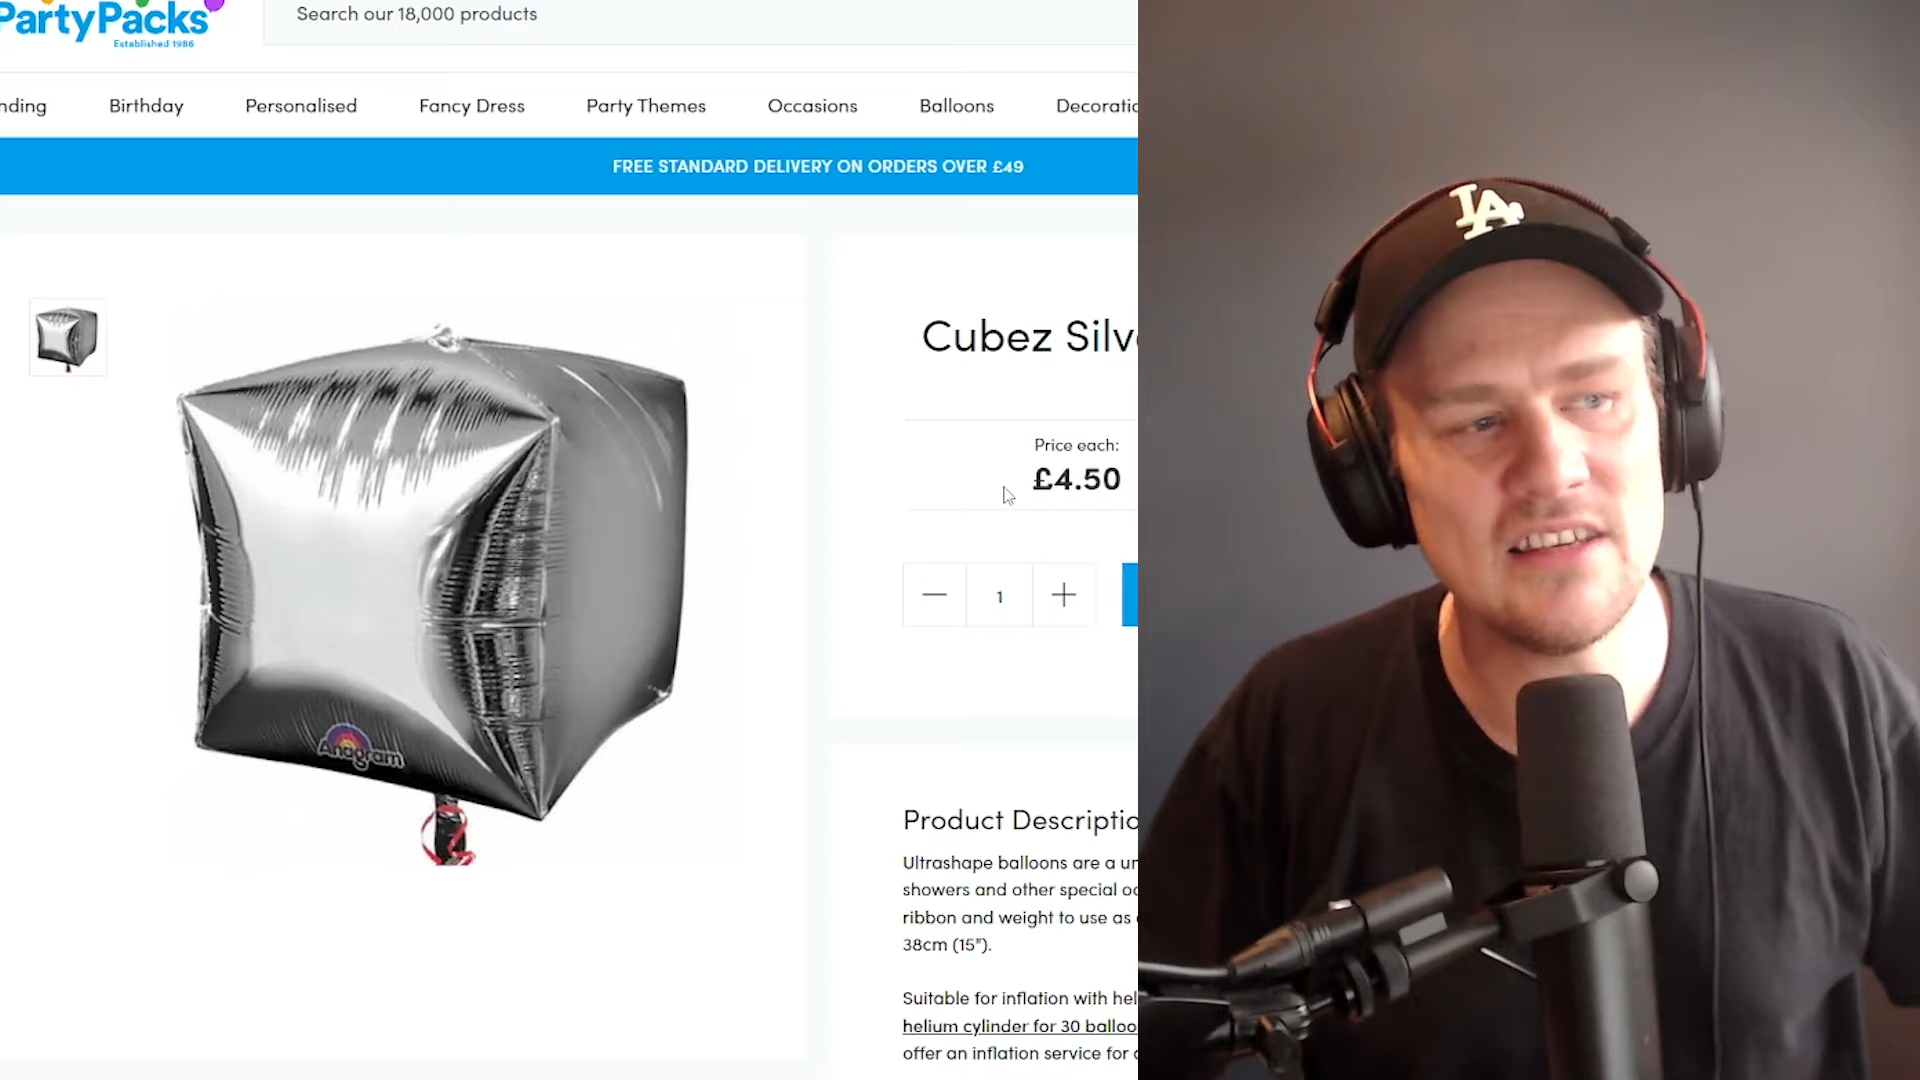 PartyPacks
Established 1986
Search our 18,000 products
nding Birthday Personalised Fancy Dress Party Themes Occasions Balloons Decoratio
FREE STANDARD DELIVERY ON ORDERS OVER £49
Cubez Silv
Price each:
£4.50
1
Anagram
Product Descriptio
Ultrashape balloons are a un
showers and other special oc
ribbon and weight to use as
38cm (15").
Suitable for inflation with hel
helium cylinder for 30 balloo
offer an inflation service for
LA